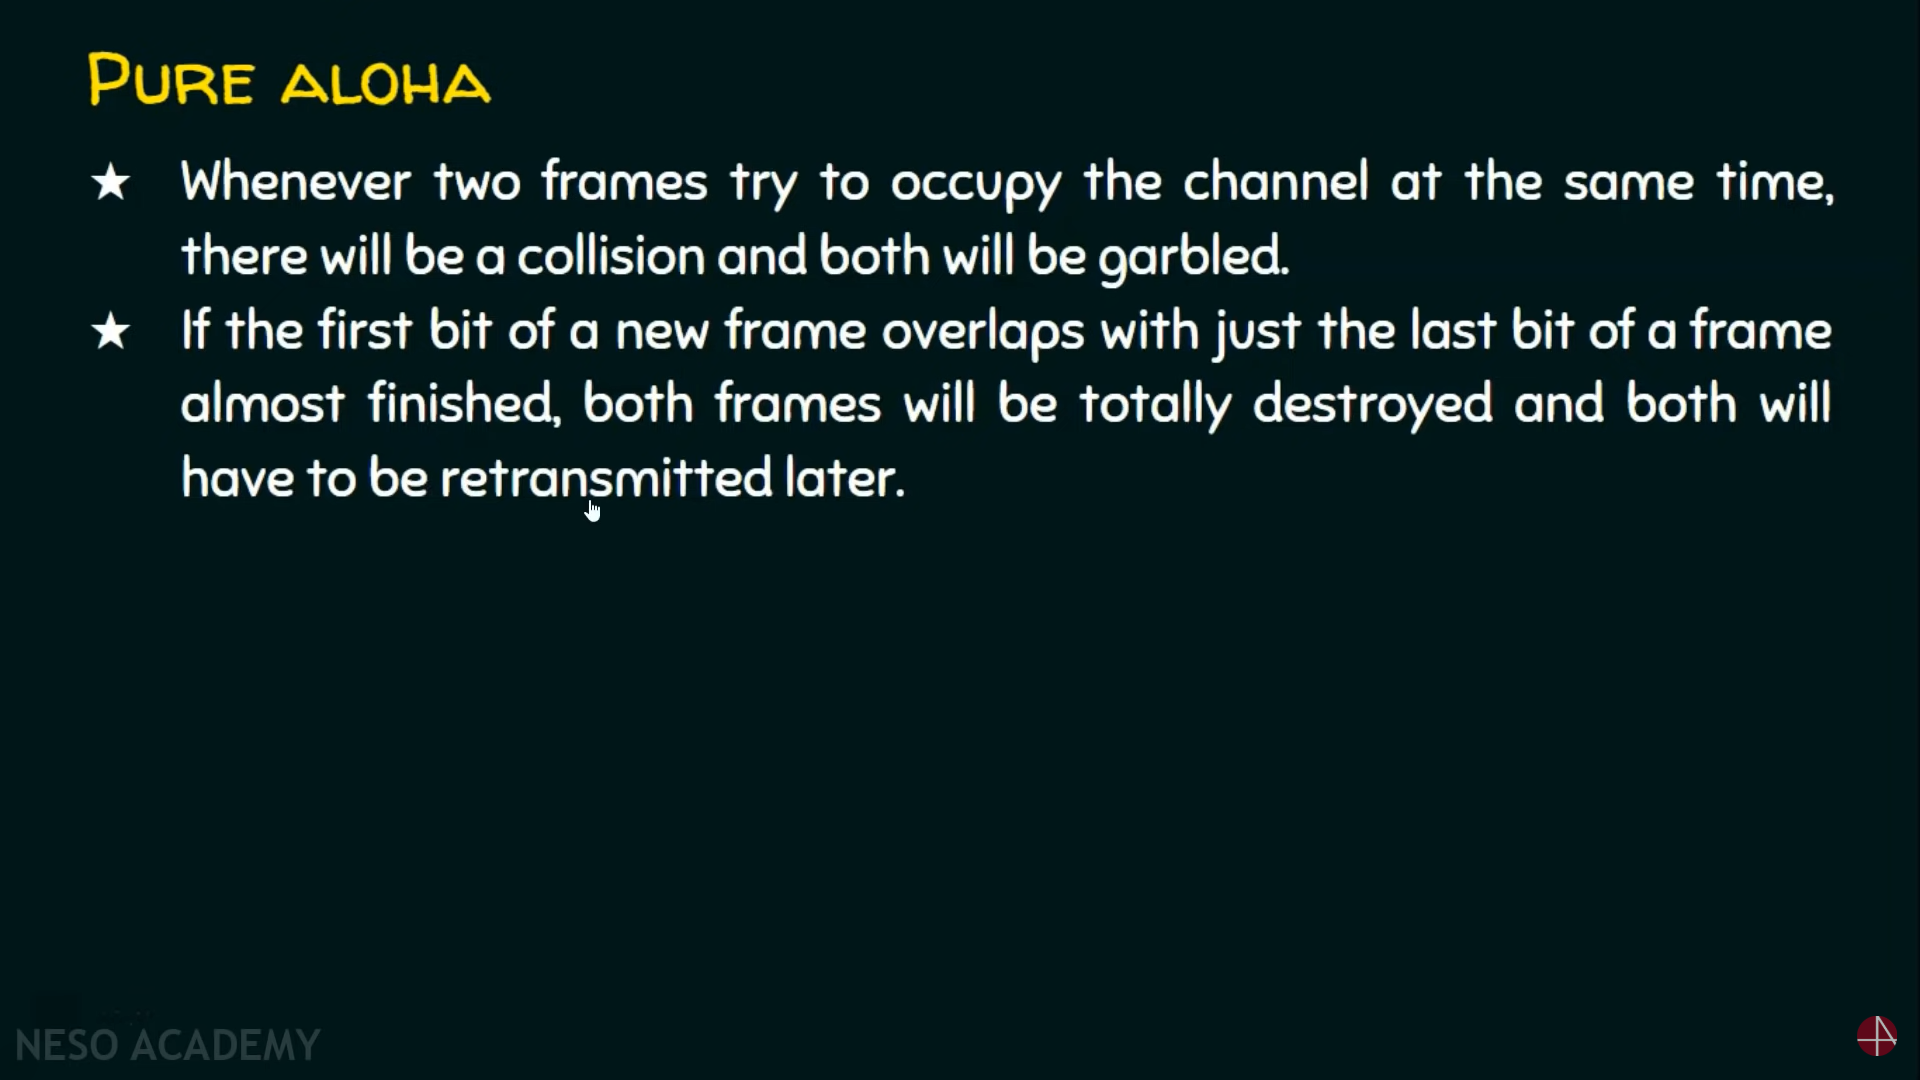 PURE ALOHA
★ Whenever two frames try to occupy the channel at the same time,
there will be a collision and both will be garbled.
★ If the first bit of a new frame overlaps with just the last bit of a frame
almost finished, both frames will be totally destroyed and both will
have to be retransmitted later.
NESO ACADEMY